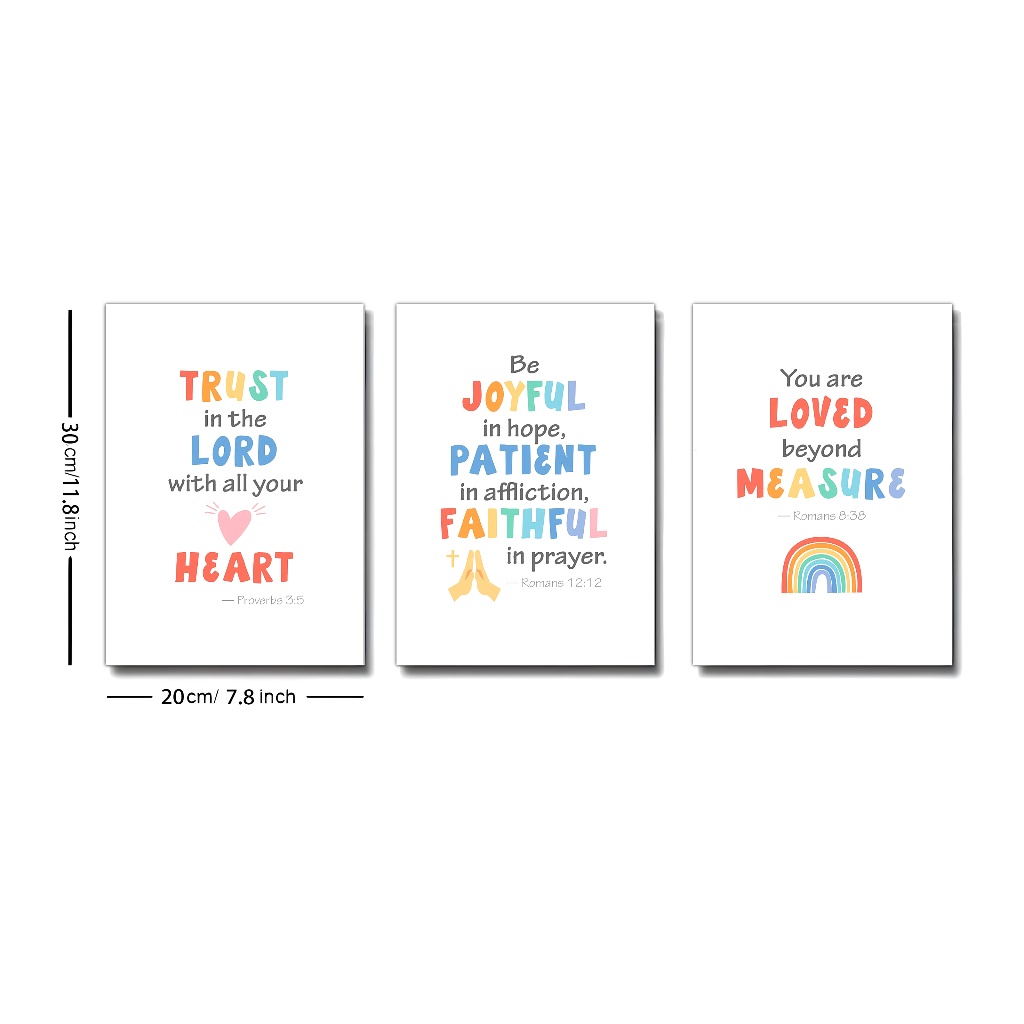 TRUST
in the
LORD
with all your
HEART
— Proverbs 3:5
Be
JOYFUL
in hope,
PATIENT
in affliction,
FAITHFUL
in prayer.
— Romans 12:12
You are
LOVED
beyond
MEASURE
— Romans 8:38
30cm/11.8inch
20cm/ 7.8 inch